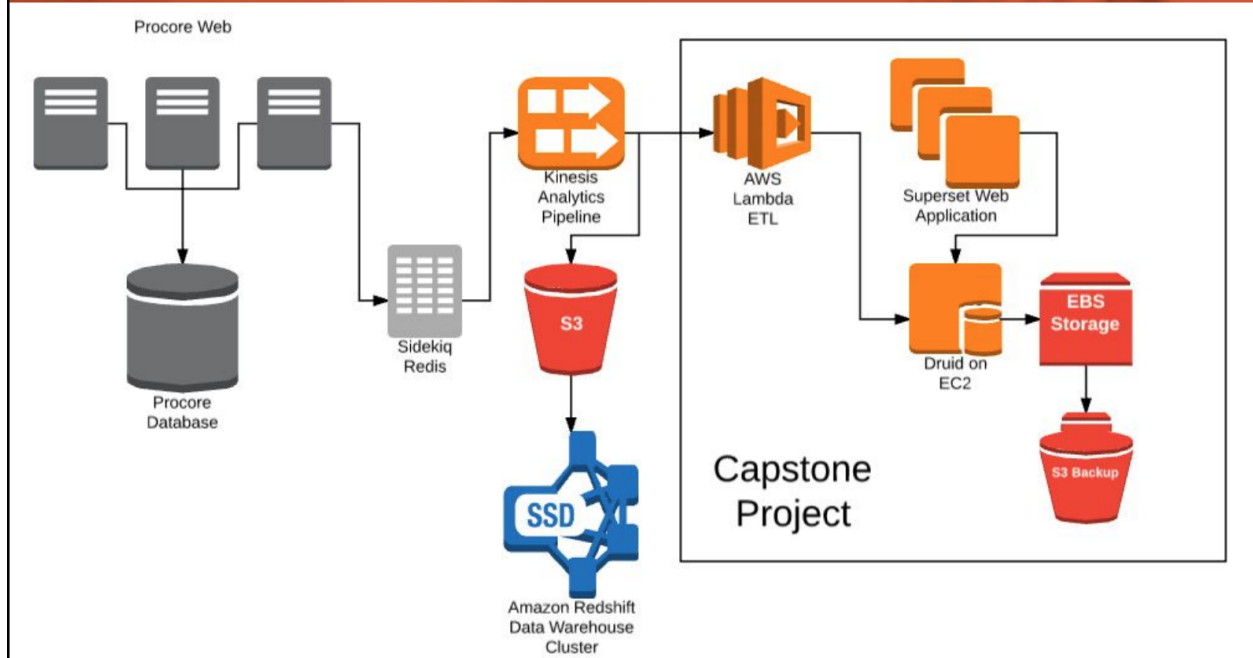 Procore Web
Kinesis
Analytics
Pipeline
AWS
Lambda
ETL
Superset Web
Application
Sidekiq
Redis
S3
Druid on
EC2
EBS
Storage
Procore
Database
S3 Backup
Capstone
Project
SSD
Amazon Redshift
Data Warehouse
Cluster